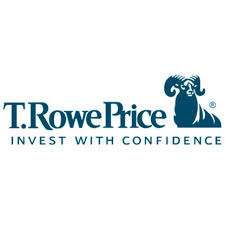 T.RowePrice ®
INVEST WITH CONFIDENCE